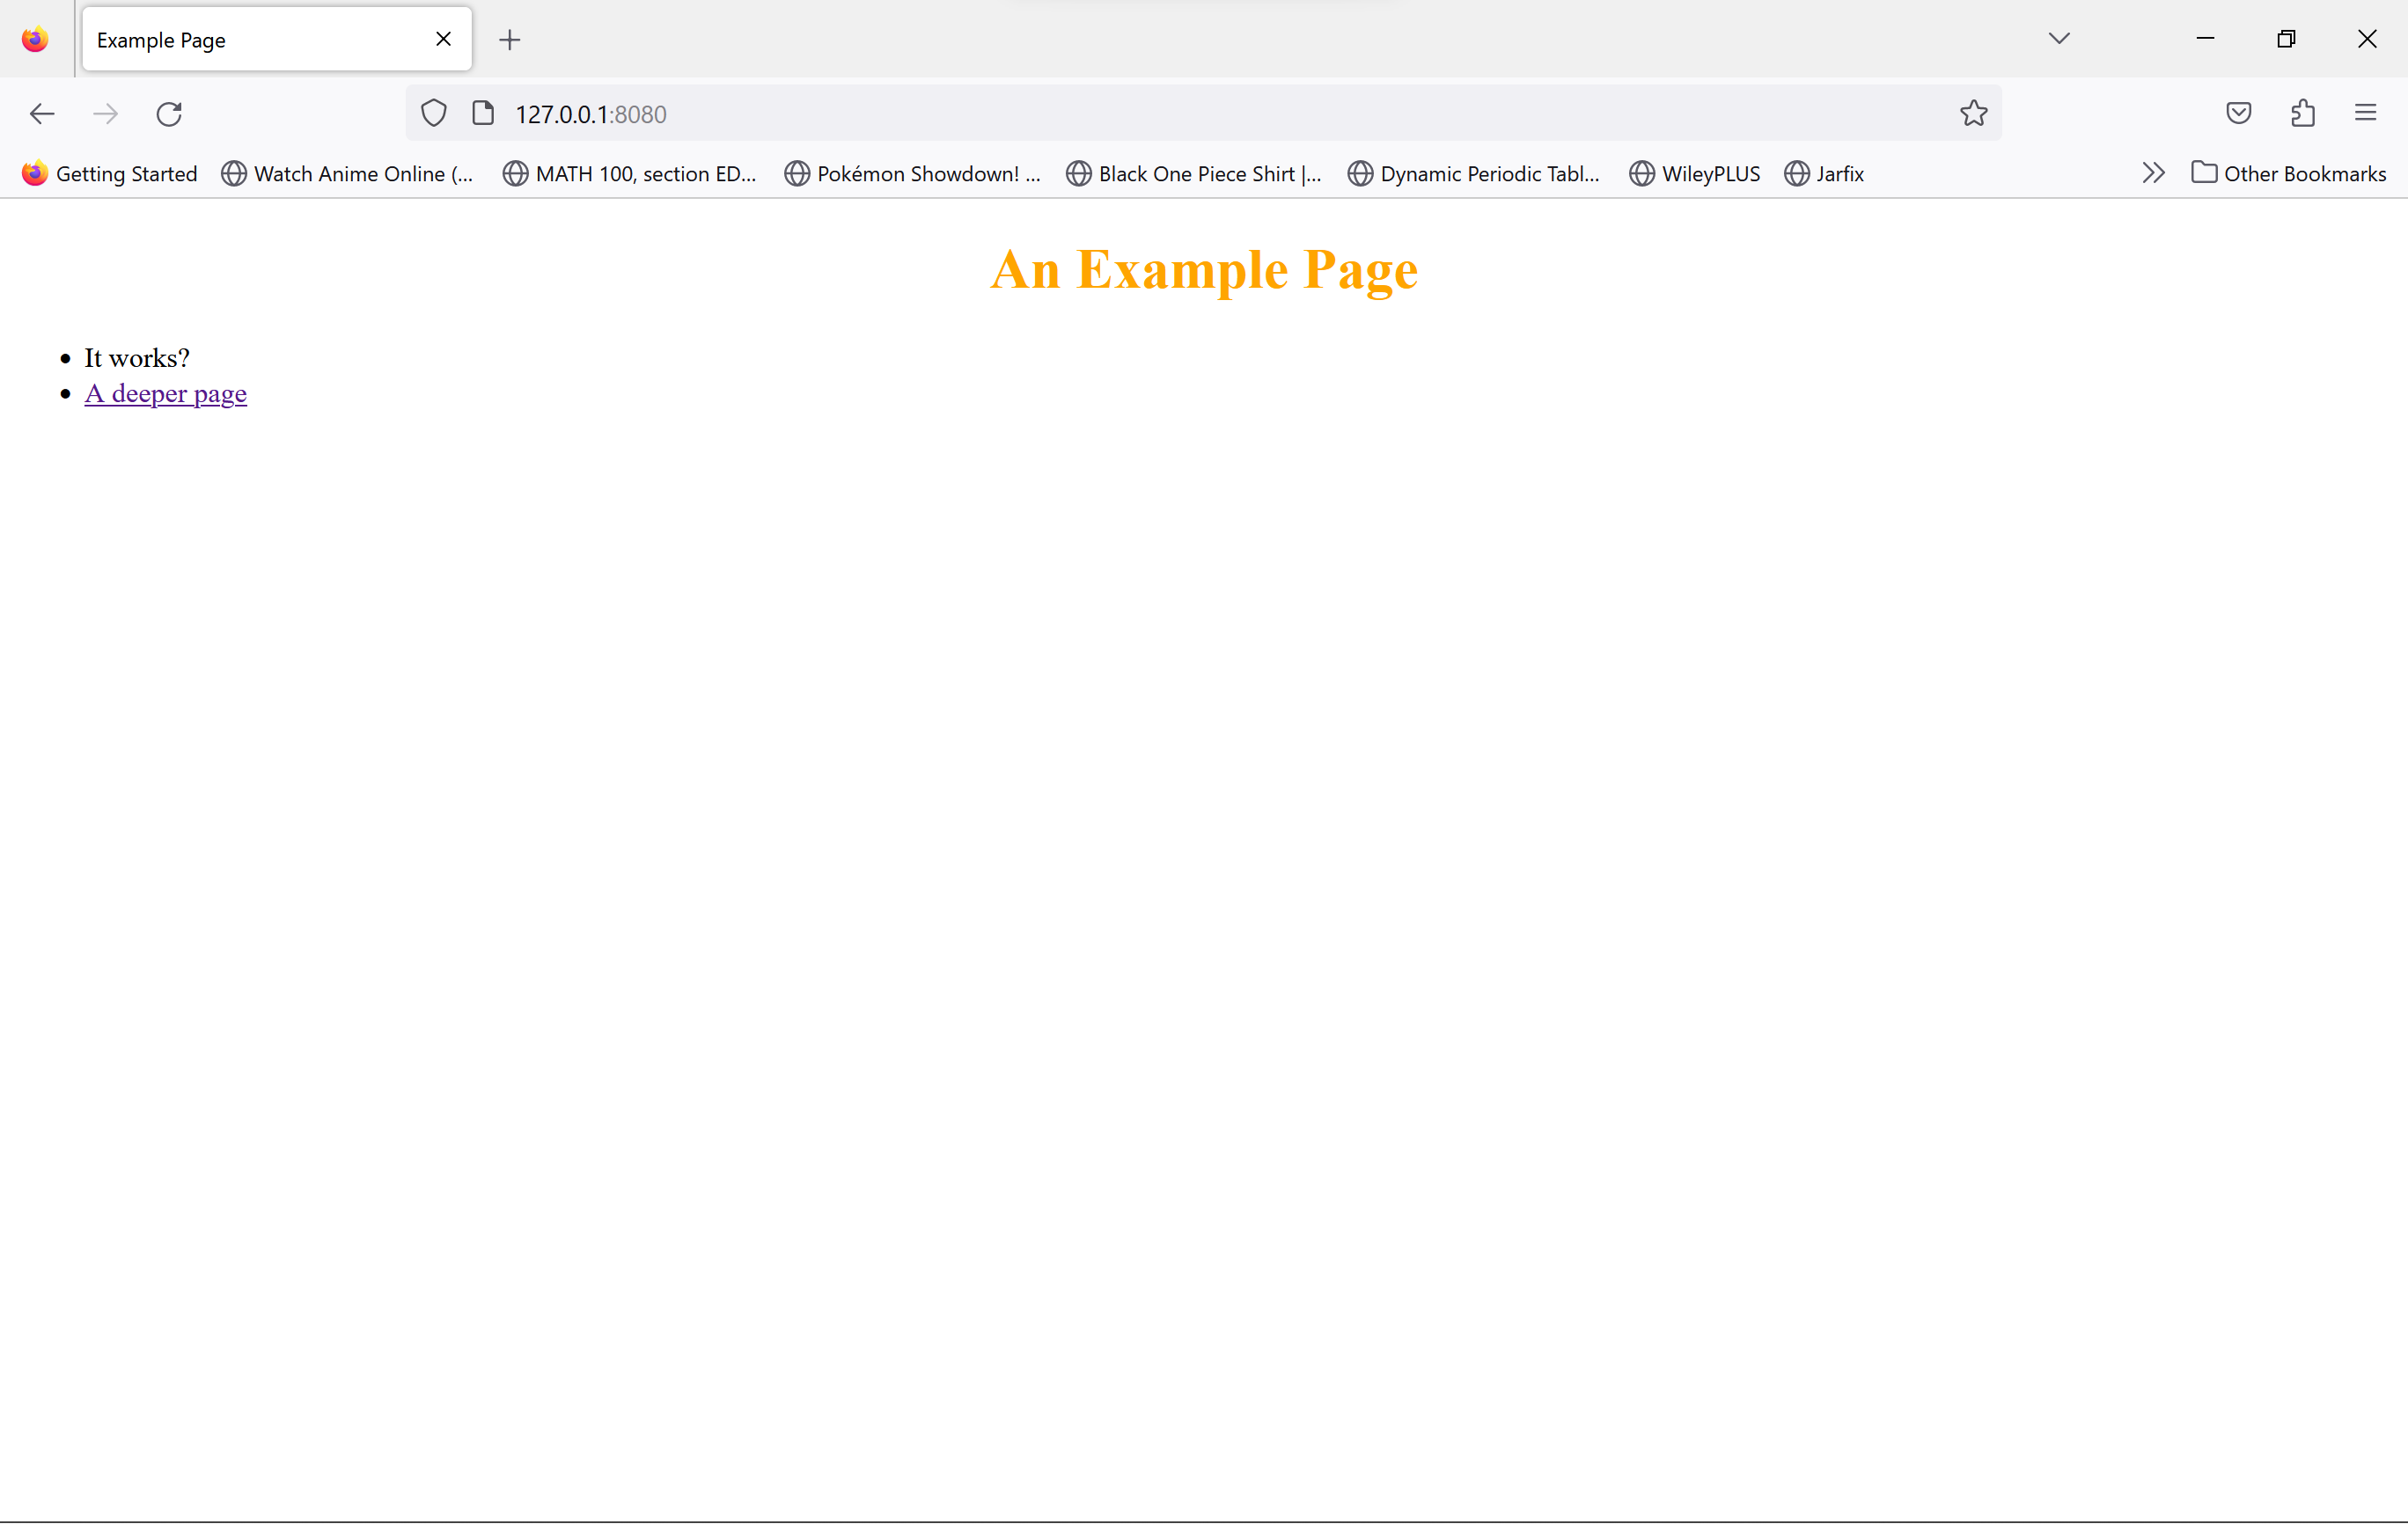 Example Page
127.0.0.1:8080
Getting Started Watch Anime Online (... MATH 100, section ED... Pokémon Showdown! ... Black One Piece Shirt |... Dynamic Periodic Tabl... WileyPLUS Jarfix Other Bookmarks
An Example Page
It works?
A deeper page